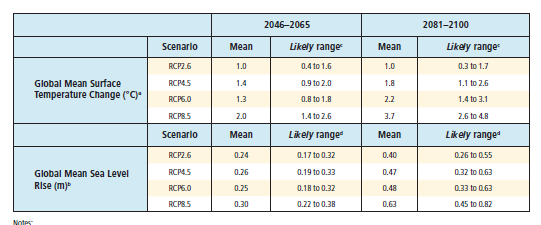 2046–2065 2081–2100
Scenario Mean Likely rangeᶜ Mean Likely rangeᶜ
Global Mean Surface
Temperature Change (°C)ᵃ
RCP2.6 1.0 0.4 to 1.6 1.0 0.3 to 1.7
RCP4.5 1.4 0.9 to 2.0 1.8 1.1 to 2.6
RCP6.0 1.3 0.8 to 1.8 2.2 1.4 to 3.1
RCP8.5 2.0 1.4 to 2.6 3.7 2.6 to 4.8
Scenario Mean Likely rangeᵈ Mean Likely rangeᵈ
Global Mean Sea Level
Rise (m)ᵇ
RCP2.6 0.24 0.17 to 0.32 0.40 0.26 to 0.55
RCP4.5 0.26 0.19 to 0.33 0.47 0.32 to 0.63
RCP6.0 0.25 0.18 to 0.32 0.48 0.33 to 0.63
RCP8.5 0.30 0.22 to 0.38 0.63 0.45 to 0.82
Notes: